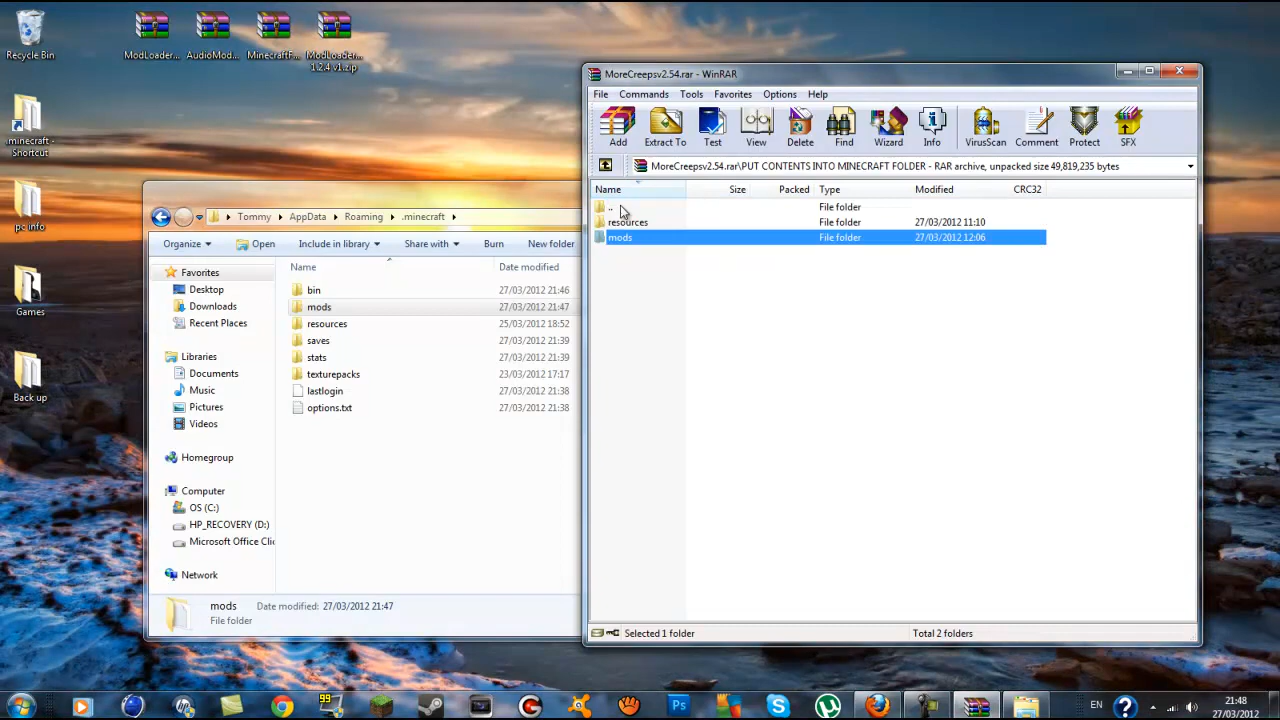 Recycle Bin
ModLoader...
AudioMod...
MinecraftF...
ModLoader...
1.2.4 v1.zip
minecraft -
Shortcut
pc info
Games
Back up
Tommy
AppData
Roaming
.minecraft
Organize
Open
Include in library
Share with
Burn
New folder
Favorites
Desktop
Downloads
Recent Places
Libraries
Documents
Music
Pictures
Videos
Homegroup
Computer
OS (C:)
HP_RECOVERY (D:)
Microsoft Office Clic
Network
Name Date modified
bin 27/03/2012 21:46
mods 27/03/2012 21:47
resources 25/03/2012 18:52
saves 27/03/2012 21:39
stats 27/03/2012 21:39
texturepacks 23/03/2012 17:17
lastlogin 27/03/2012 21:38
options.txt 27/03/2012 21:38
mods Date modified: 27/03/2012 21:47
File folder
MoreCreepsv2.54.rar - WinRAR
File Commands Tools Favorites Options Help
Add Extract To Test View Delete Find Wizard Info VirusScan Comment Protect SFX
MoreCreepsv2.54.rar\PUT CONTENTS INTO MINECRAFT FOLDER - RAR archive, unpacked size 49,819,235 bytes
Name Size Packed Type Modified CRC32
.. File folder
resources File folder 27/03/2012 11:10
mods File folder 27/03/2012 12:06
Selected 1 folder Total 2 folders
99
Ps
EN
21:48
27/03/2012